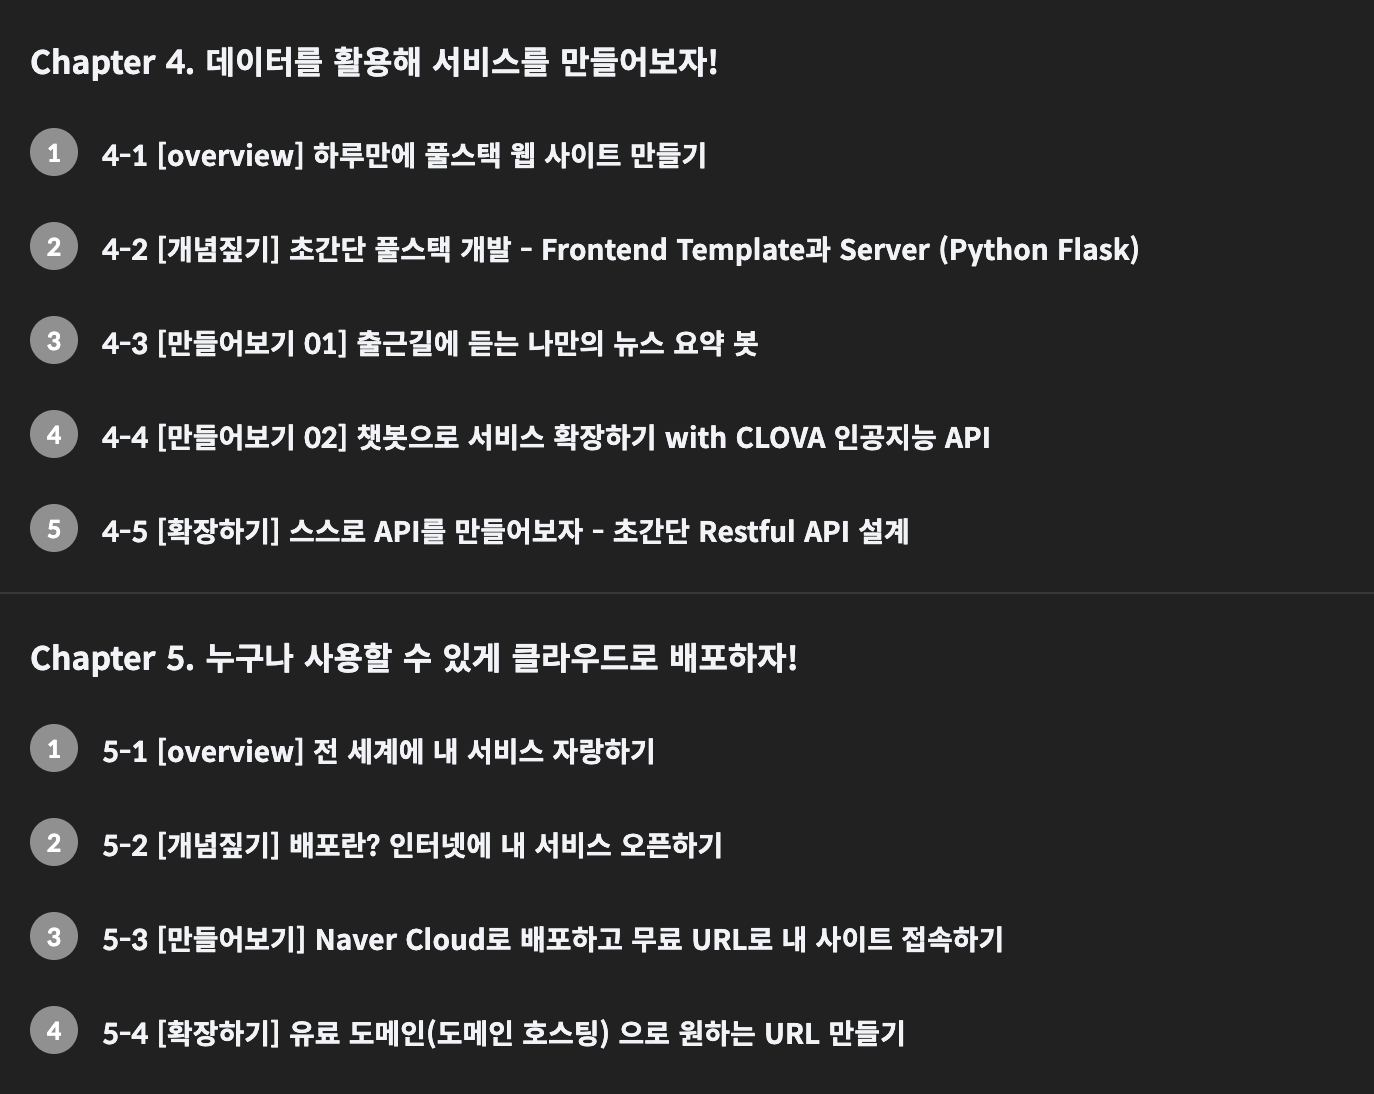 Chapter 4. 데이터를 활용해 서비스를 만들어보자!
1 4-1 [overview] 하루만에 풀스택 웹 사이트 만들기
2 4-2 [개념짚기] 초간단 풀스택 개발 - Frontend Template과 Server (Python Flask)
3 4-3 [만들어보기 01] 출근길에 듣는 나만의 뉴스 요약 봇
4 4-4 [만들어보기 02] 챗봇으로 서비스 확장하기 with CLOVA 인공지능 API
5 4-5 [확장하기] 스스로 API를 만들어보자 - 초간단 Restful API 설계
Chapter 5. 누구나 사용할 수 있게 클라우드로 배포하자!
1 5-1 [overview] 전 세계에 내 서비스 자랑하기
2 5-2 [개념짚기] 배포란? 인터넷에 내 서비스 오픈하기
3 5-3 [만들어보기] Naver Cloud로 배포하고 무료 URL로 내 사이트 접속하기
4 5-4 [확장하기] 유료 도메인(도메인 호스팅) 으로 원하는 URL 만들기